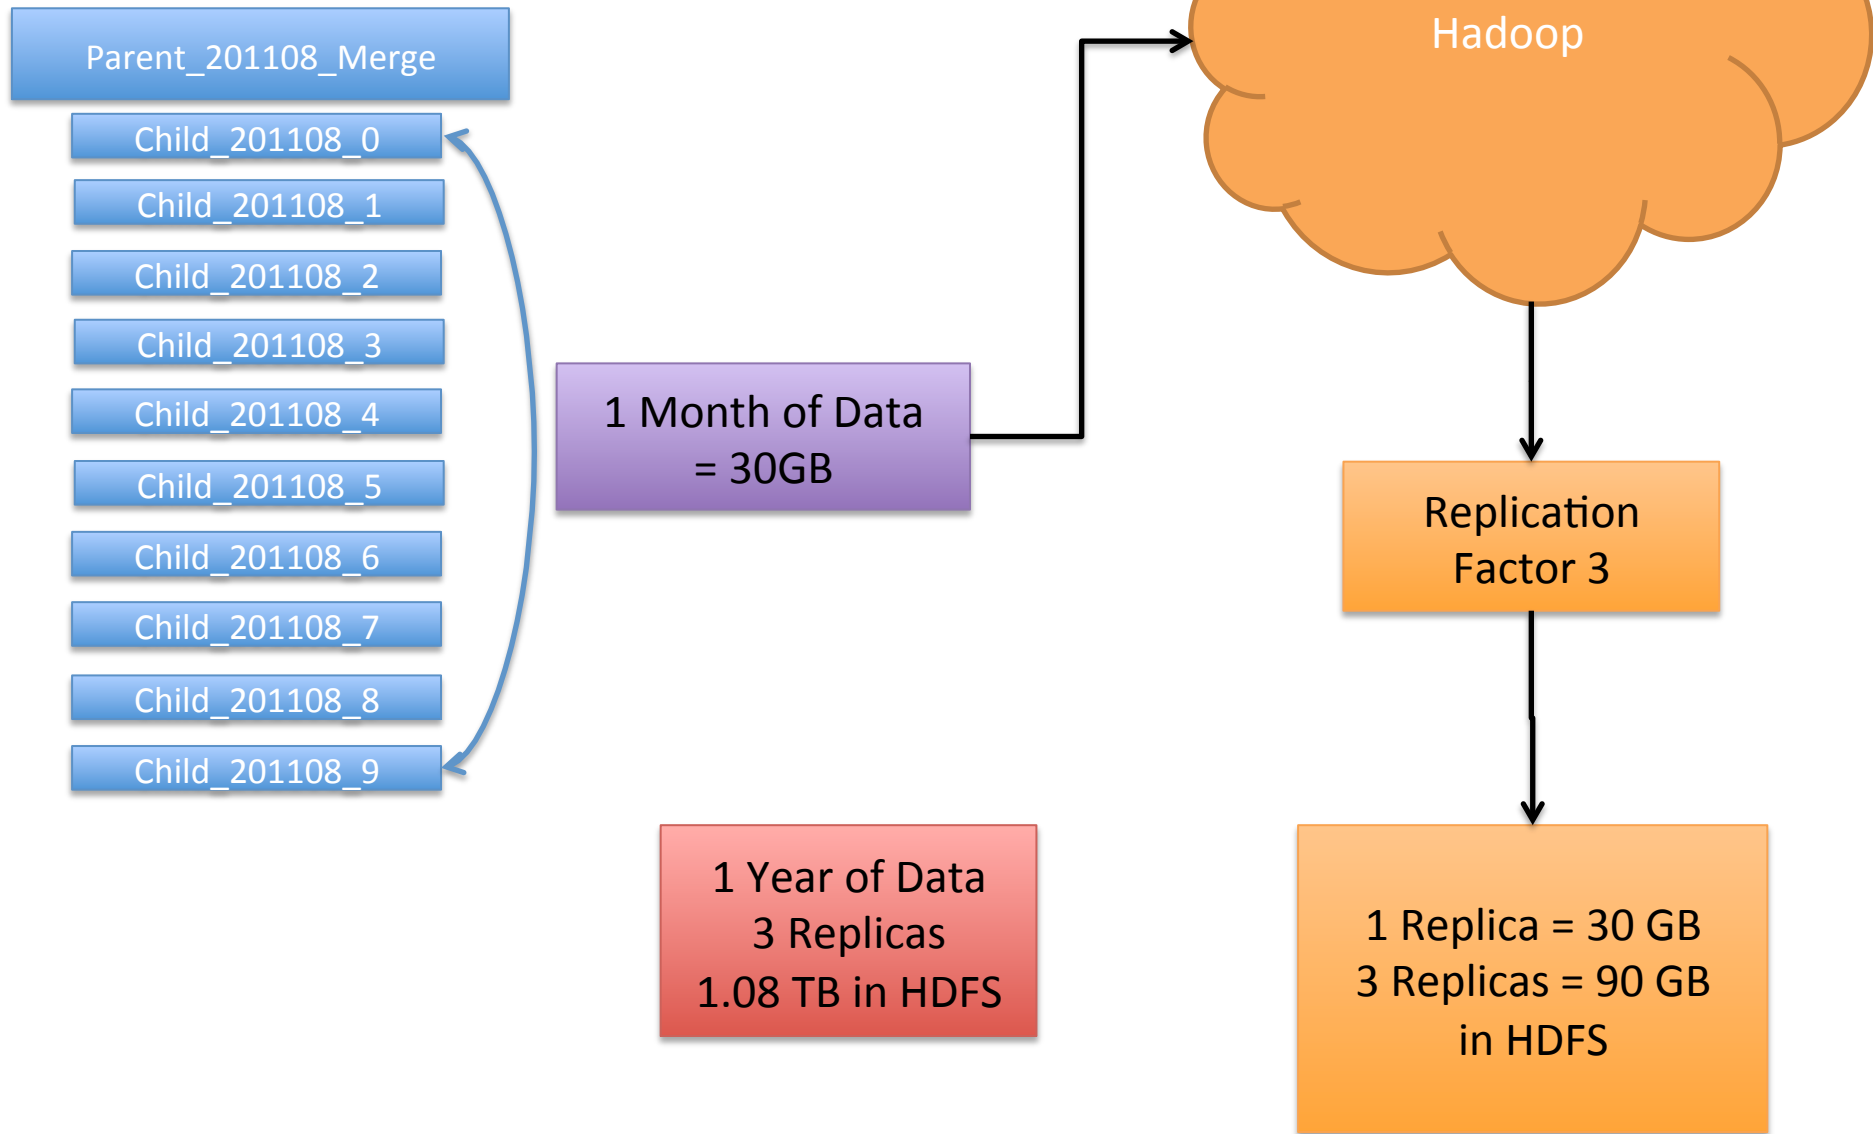 Parent_201108_Merge
Child_201108_0
Child_201108_1
Child_201108_2
Child_201108_3
Child_201108_4
Child_201108_5
Child_201108_6
Child_201108_7
Child_201108_8
Child_201108_9
1 Month of Data
= 30GB
Hadoop
Replication
Factor 3
1 Year of Data
3 Replicas
1.08 TB in HDFS
1 Replica = 30 GB
3 Replicas = 90 GB
in HDFS